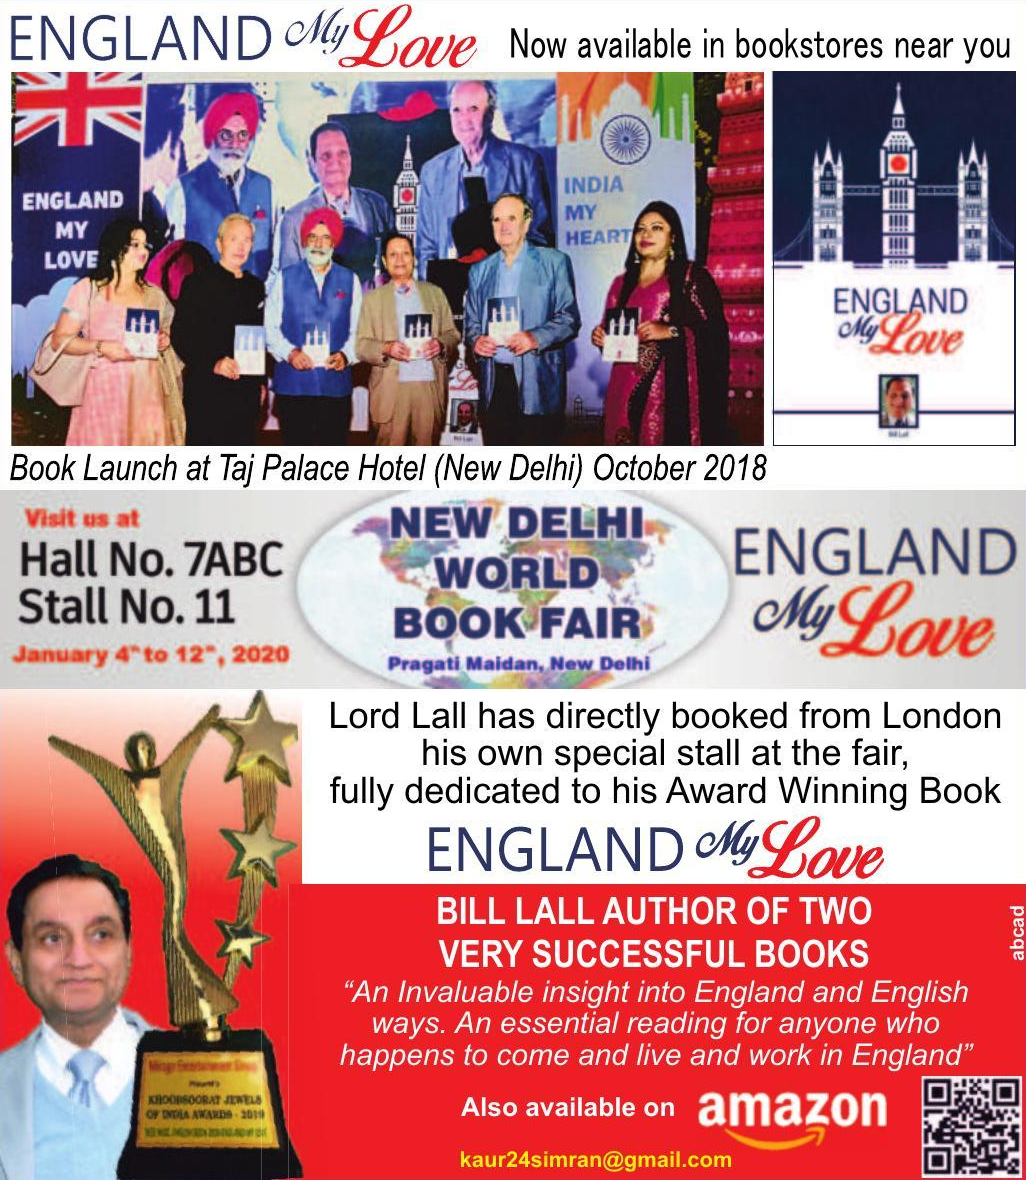 ENGLAND My Love Now available in bookstores near you
ENGLAND
MY
LOVE
INDIA
MY
HEART
ENGLAND
My Love
Bill Lall
Bill Lall
Book Launch at Taj Palace Hotel (New Delhi) October 2018
Visit us at
Hall No. 7ABC
Stall No. 11
January 4th to 12th, 2020
NEW DELHI
WORLD
BOOK FAIR
Pragati Maidan, New Delhi
ENGLAND
My Love
Lord Lall has directly booked from London
his own special stall at the fair,
fully dedicated to his Award Winning Book
ENGLAND My Love
BILL LALL AUTHOR OF TWO
VERY SUCCESSFUL BOOKS
abcad
“An Invaluable insight into England and English
ways. An essential reading for anyone who
happens to come and live and work in England”
Also available on amazon
kaur24simran@gmail.com
Entertainment
KHOOBSOORAT JEWELS
OF INDIA AWARDS - 2019